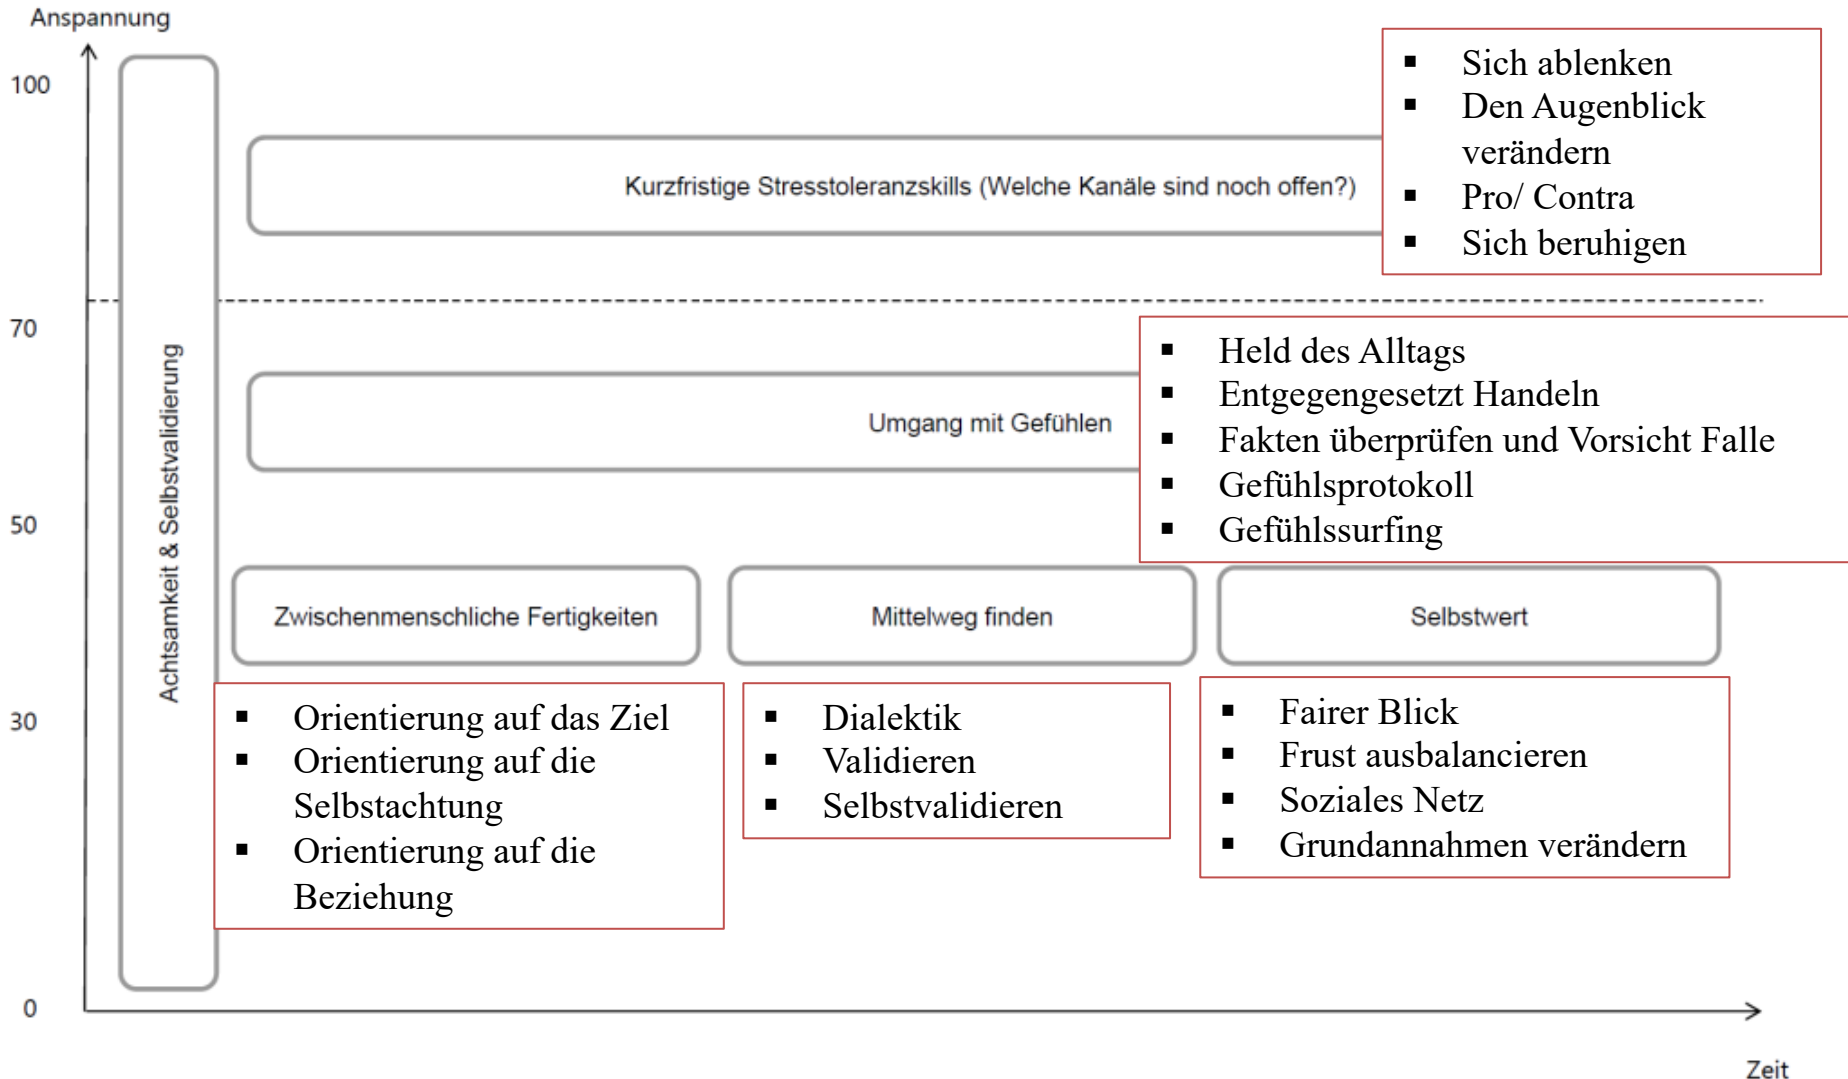 Anspannung
100
70
50
30
0
Achtsamkeit & Selbstvalidierung
Kurzfristige Stresstoleranzskills (Welche Kanäle sind noch offen?)
▪ Sich ablenken
▪ Den Augenblick
verändern
▪ Pro/ Contra
▪ Sich beruhigen
Umgang mit Gefühlen
▪ Held des Alltags
▪ Entgegengesetzt Handeln
▪ Fakten überprüfen und Vorsicht Falle
▪ Gefühlsprotokoll
▪ Gefühlssurfing
Zwischenmenschliche Fertigkeiten
▪ Orientierung auf das Ziel
▪ Orientierung auf die
Selbstachtung
▪ Orientierung auf die
Beziehung
Mittelweg finden
▪ Dialektik
▪ Validieren
▪ Selbstvalidieren
Selbstwert
▪ Fairer Blick
▪ Frust ausbalancieren
▪ Soziales Netz
▪ Grundannahmen verändern
Zeit